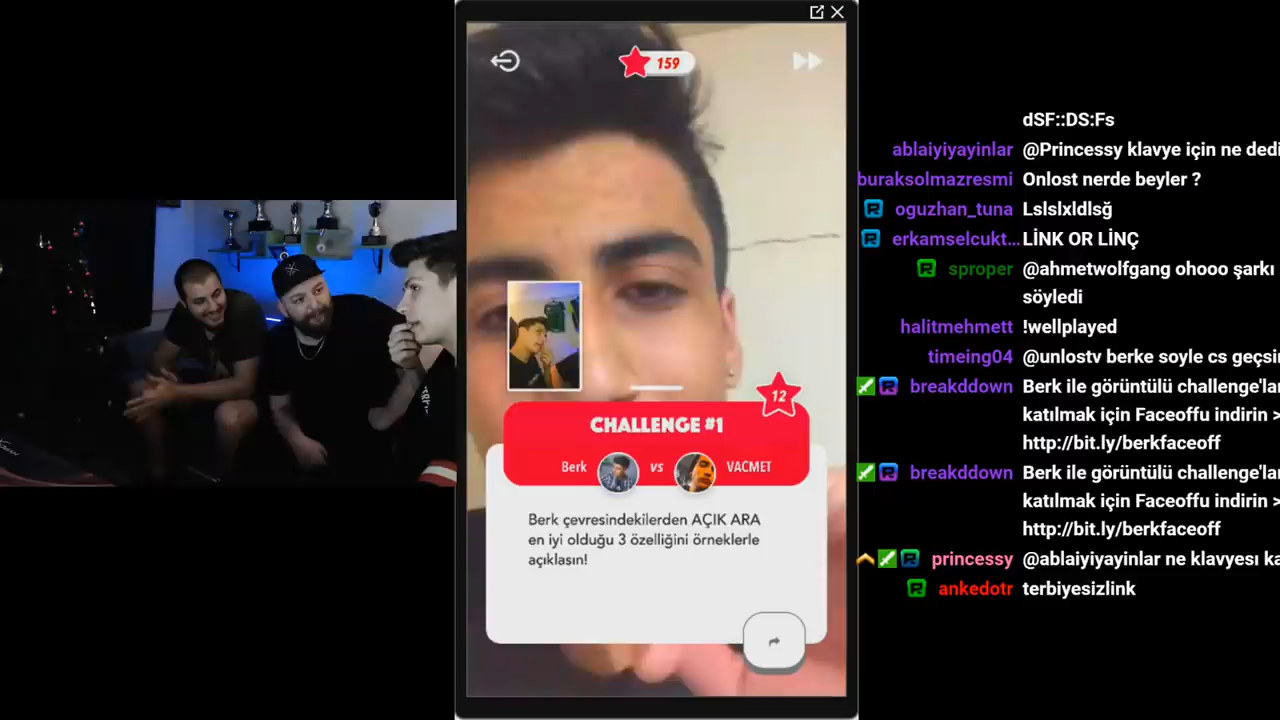 159
12
CHALLENGE #1
Berk vs VACMET
Berk çevresindekilerden AÇIK ARA
en iyi olduğu 3 özelliğini örneklerle
açıklasın!
dSF::DS:Fs
ablaiyiyayinlar @Princessy klavye için ne dedi
buraksolmazresmi Onlost nerde beyler ?
oguzhan_tuna Lslslxldlsğ
erkamselcukt... LİNK OR LİNÇ
sproper @ahmetwolfgang ohooo şarkı
söyledi
halitmehmett !wellplayed
timeing04 @unlostv berke soyle cs geçsin
breakddown Berk ile görüntülü challenge'lar
katılmak için Faceoffu indirin >
http://bit.ly/berkfaceoff
breakddown Berk ile görüntülü challenge'lar
katılmak için Faceoffu indirin >
http://bit.ly/berkfaceoff
princessy @ablaiyiyayinlar ne klavyesı ka
ankedotr terbiyesizlink